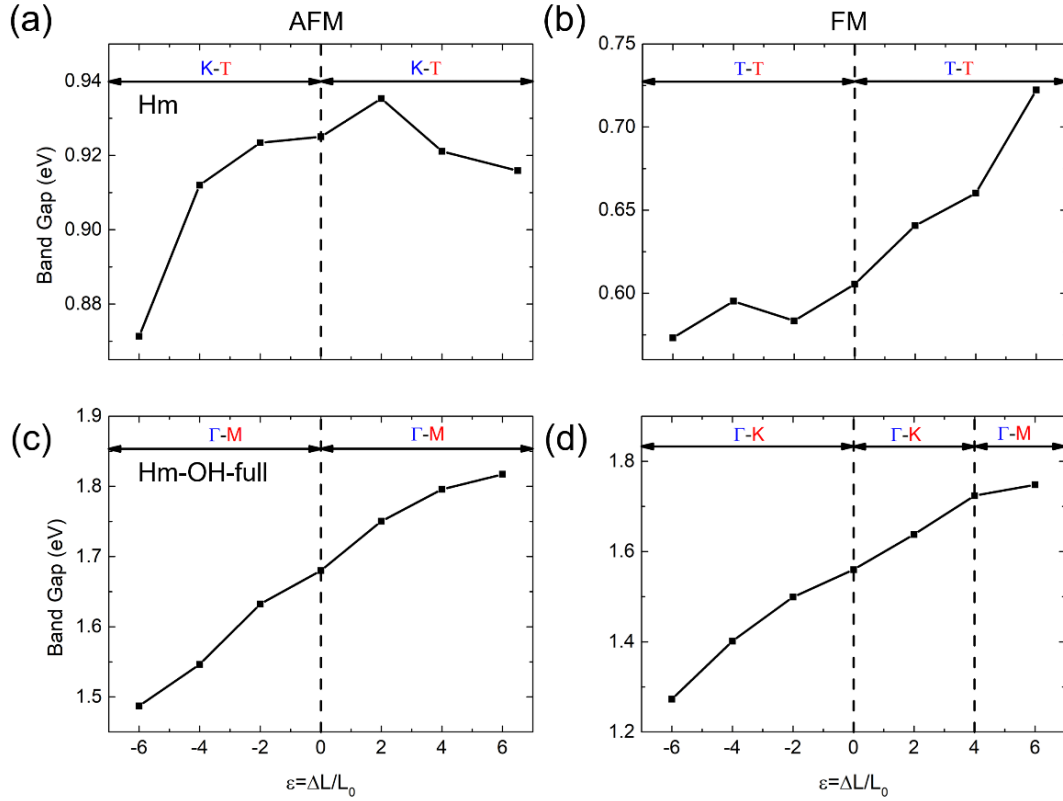 (a) AFM
K-T K-T
Hm
0.94
0.92
0.90
0.88
Band Gap (eV)
(b) FM
T-T T-T
0.75
0.70
0.65
0.60
Band Gap (eV)
(c)
Γ-M Γ-M
Hm-OH-full
1.9
1.8
1.7
1.6
1.5
Band Gap (eV)
-6 -4 -2 0 2 4 6
ε=ΔL/L₀
(d)
Γ-K Γ-K Γ-M
1.8
1.6
1.4
1.2
-6 -4 -2 0 2 4 6
ε=ΔL/L₀